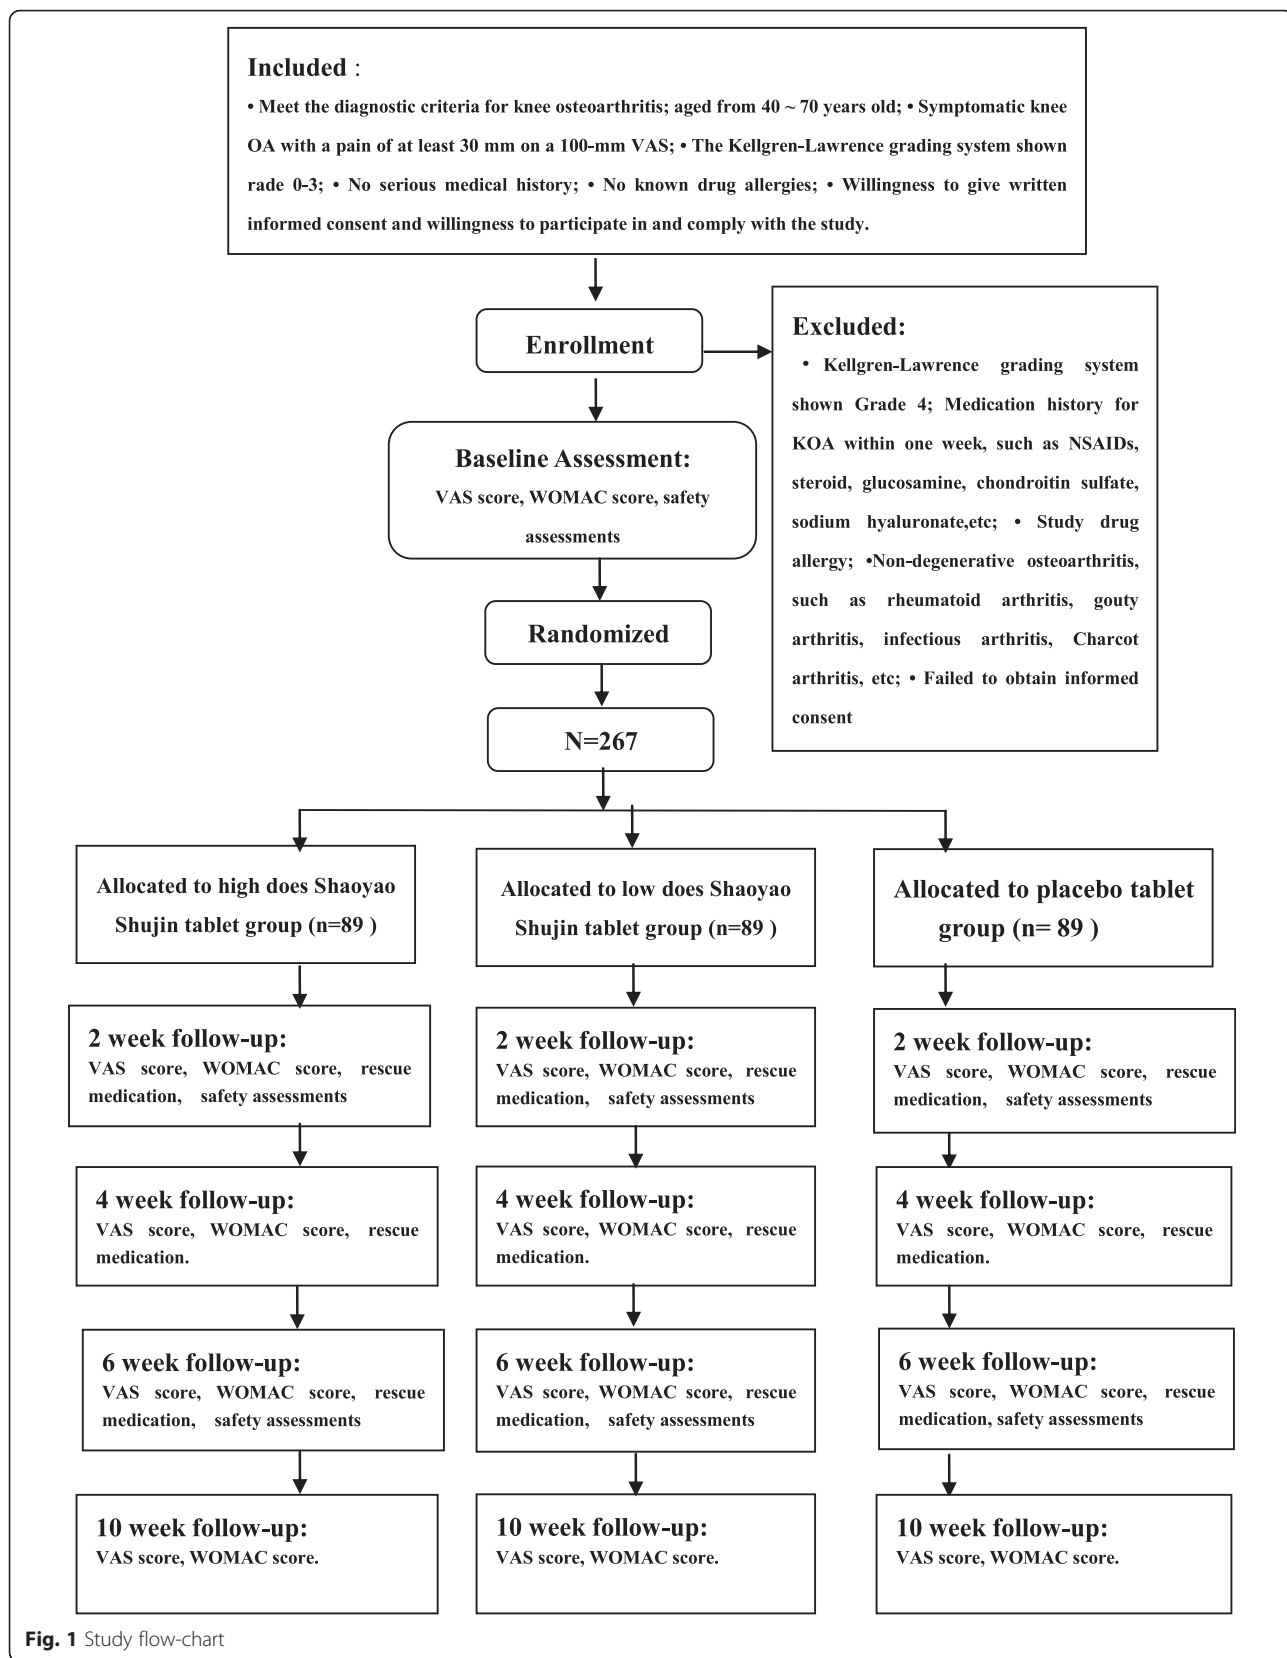 Included :
• Meet the diagnostic criteria for knee osteoarthritis; aged from 40 ~ 70 years old; • Symptomatic knee
OA with a pain of at least 30 mm on a 100-mm VAS; • The Kellgren-Lawrence grading system shown
rade 0-3; • No serious medical history; • No known drug allergies; • Willingness to give written
informed consent and willingness to participate in and comply with the study.
Enrollment
Excluded:
• Kellgren-Lawrence grading system
shown Grade 4; Medication history for
KOA within one week, such as NSAIDs,
steroid, glucosamine, chondroitin sulfate,
sodium hyaluronate,etc; • Study drug
allergy; •Non-degenerative osteoarthritis,
such as rheumatoid arthritis, gouty
arthritis, infectious arthritis, Charcot
arthritis, etc; • Failed to obtain informed
consent
Baseline Assessment:
VAS score, WOMAC score, safety
assessments
Randomized
N=267
Allocated to high does Shaoyao
Shujin tablet group (n=89 )
Allocated to low does Shaoyao
Shujin tablet group (n=89 )
Allocated to placebo tablet
group (n= 89 )
2 week follow-up:
VAS score, WOMAC score, rescue
medication, safety assessments
2 week follow-up:
VAS score, WOMAC score, rescue
medication, safety assessments
2 week follow-up:
VAS score, WOMAC score, rescue
medication, safety assessments
4 week follow-up:
VAS score, WOMAC score, rescue
medication.
4 week follow-up:
VAS score, WOMAC score, rescue
medication.
4 week follow-up:
VAS score, WOMAC score, rescue
medication.
6 week follow-up:
VAS score, WOMAC score, rescue
medication, safety assessments
6 week follow-up:
VAS score, WOMAC score, rescue
medication, safety assessments
6 week follow-up:
VAS score, WOMAC score, rescue
medication, safety assessments
10 week follow-up:
VAS score, WOMAC score.
10 week follow-up:
VAS score, WOMAC score.
10 week follow-up:
VAS score, WOMAC score.
Fig. 1 Study flow-chart